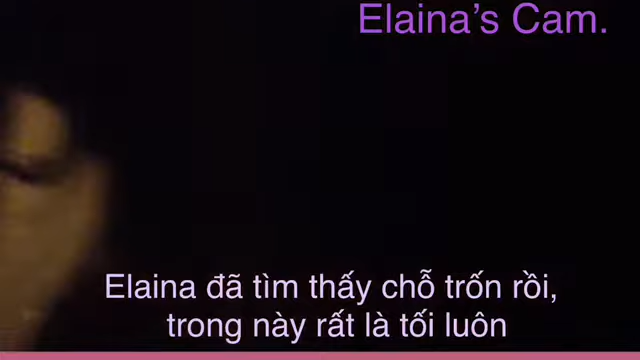 Elaina’s Cam.
Elaina đã tìm thấy chỗ trốn rồi,
trong này rất là tối luôn